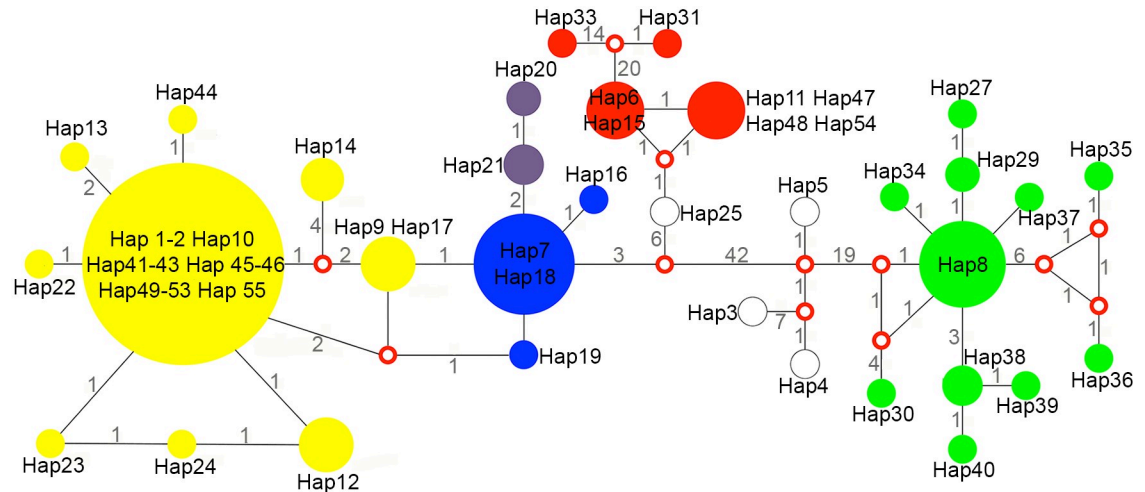 Hap33
Hap31
14
1
20
Hap20
Hap6
Hap15
1
Hap11 Hap47
Hap48 Hap54
1
1
Hap44
Hap13
1
2
Hap14
4
1
Hap21
2
Hap16
1
1
Hap25
6
Hap5
1
Hap27
1
Hap29
1
Hap34
1
Hap37
Hap35
1
Hap 1-2 Hap10
Hap41-43 Hap 45-46
Hap49-53 Hap 55
1
Hap22
1
2
Hap9 Hap17
1
Hap7
Hap18
3
42
19
1
Hap8
6
1
1
1
1
Hap36
2
1
Hap19
Hap3
7
1
1
Hap4
1
1
4
Hap30
3
Hap38
1
Hap39
1
Hap40
1
1
Hap23
1
Hap24
1
Hap12